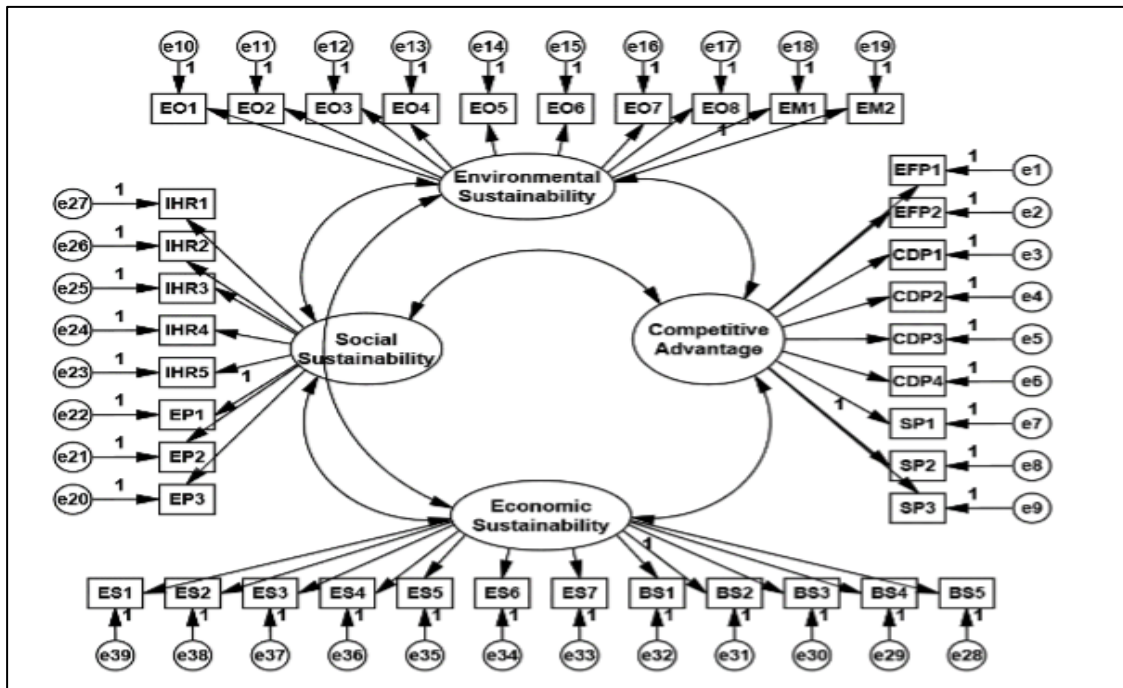 e10 e11 e12 e13 e14 e15 e16 e17 e18 e19
1 1 1 1 1 1 1 1 1 1
EO1 EO2 EO3 EO4 EO5 EO6 EO7 EO8 EM1 EM2
1
Environmental
Sustainability
e27 1 IHR1
e26 1 IHR2
e25 1 IHR3
e24 1 IHR4
e23 1 IHR5
1
e22 1 EP1
e21 1 EP2
e20 1 EP3
Social
Sustainability
Competitive
Advantage
EFP1 1 e1
EFP2 1 e2
CDP1 1 e3
CDP2 1 e4
CDP3 1 e5
CDP4 1 e6
1
SP1 1 e7
SP2 1 e8
SP3 1 e9
Economic
Sustainability
1
ES1 ES2 ES3 ES4 ES5 ES6 ES7 BS1 BS2 BS3 BS4 BS5
1 1 1 1 1 1 1 1 1 1 1 1
e39 e38 e37 e36 e35 e34 e33 e32 e31 e30 e29 e28